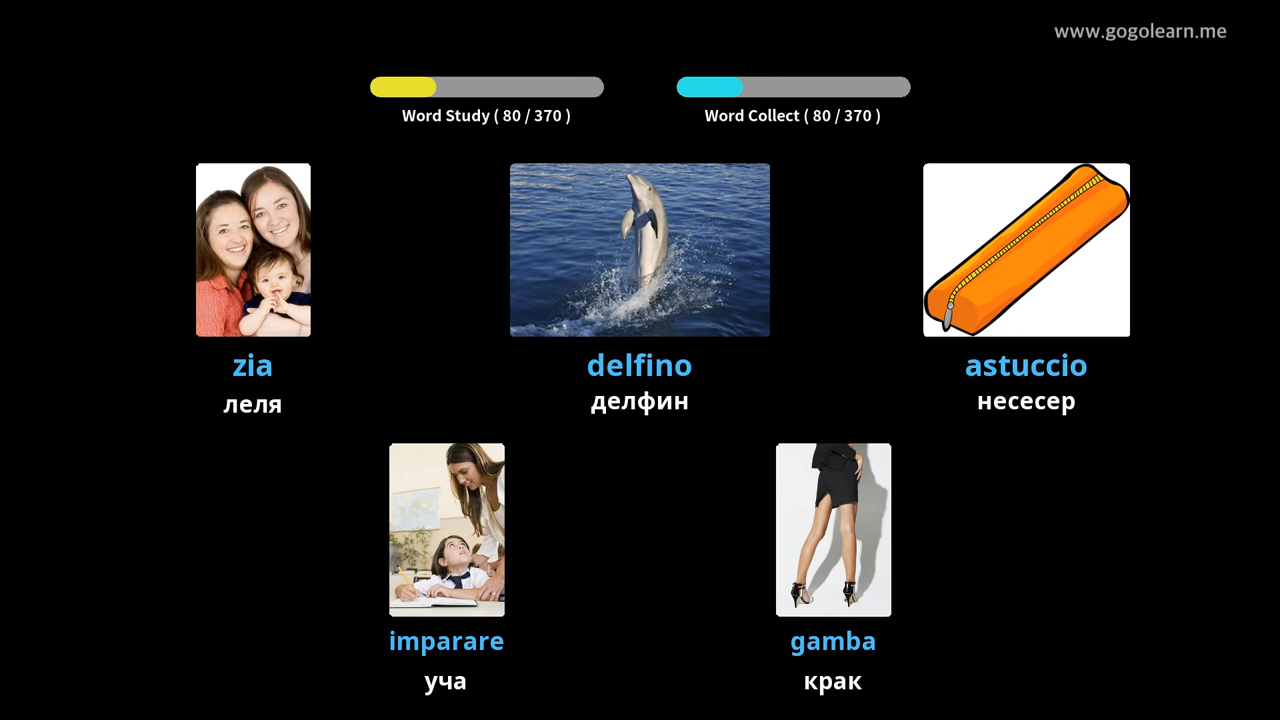 www.gogolearn.me
Word Study ( 80 / 370 )
Word Collect ( 80 / 370 )
zia
леля
delfino
делфин
astuccio
несесер
imparare
уча
gamba
крак